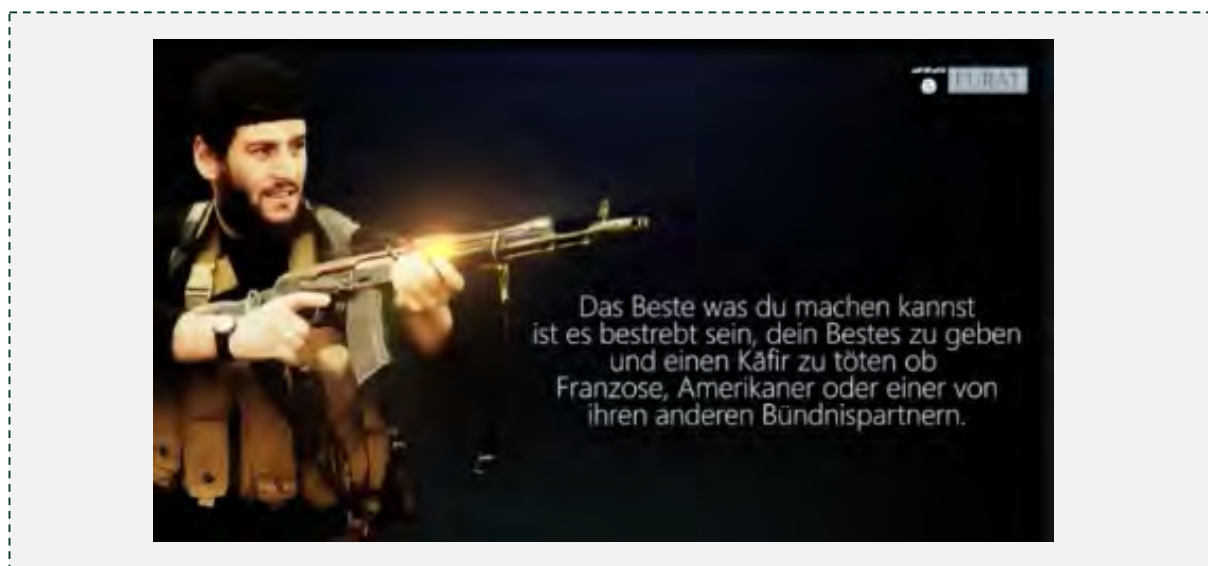 FURAT
Das Beste was du machen kannst
ist es bestrebt sein, dein Bestes zu geben
und einen Kāfir zu töten ob
Franzose, Amerikaner oder einer von
ihren anderen Bündnispartnern.